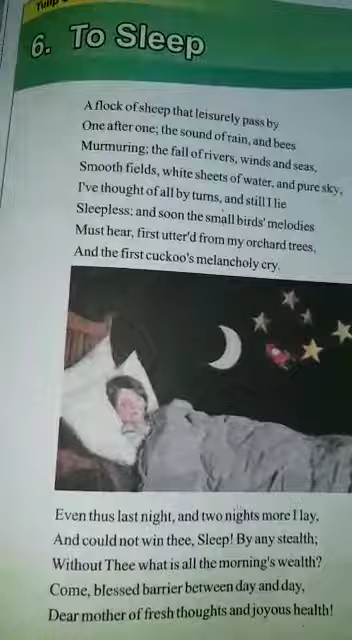 Tulip
6. To Sleep
A flock of sheep that leisurely pass by
One after one; the sound of rain, and bees
Murmuring; the fall of rivers, winds and seas,
Smooth fields, white sheets of water, and pure sky,
I've thought of all by turns, and still I lie
Sleepless; and soon the small birds' melodies
Must hear, first utter'd from my orchard trees,
And the first cuckoo's melancholy cry.
Even thus last night, and two nights more I lay,
And could not win thee, Sleep! By any stealth;
Without Thee what is all the morning's wealth?
Come, blessed barrier between day and day,
Dear mother of fresh thoughts and joyous health!